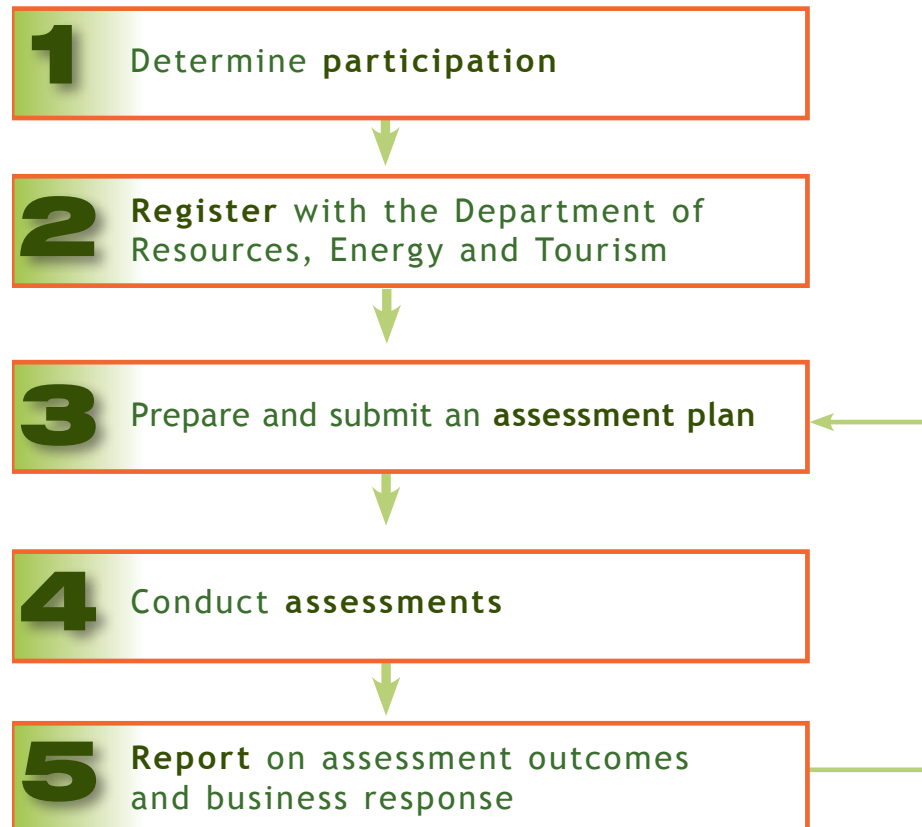 1 Determine participation
2 Register with the Department of
Resources, Energy and Tourism
3 Prepare and submit an assessment plan
4 Conduct assessments
5 Report on assessment outcomes
and business response